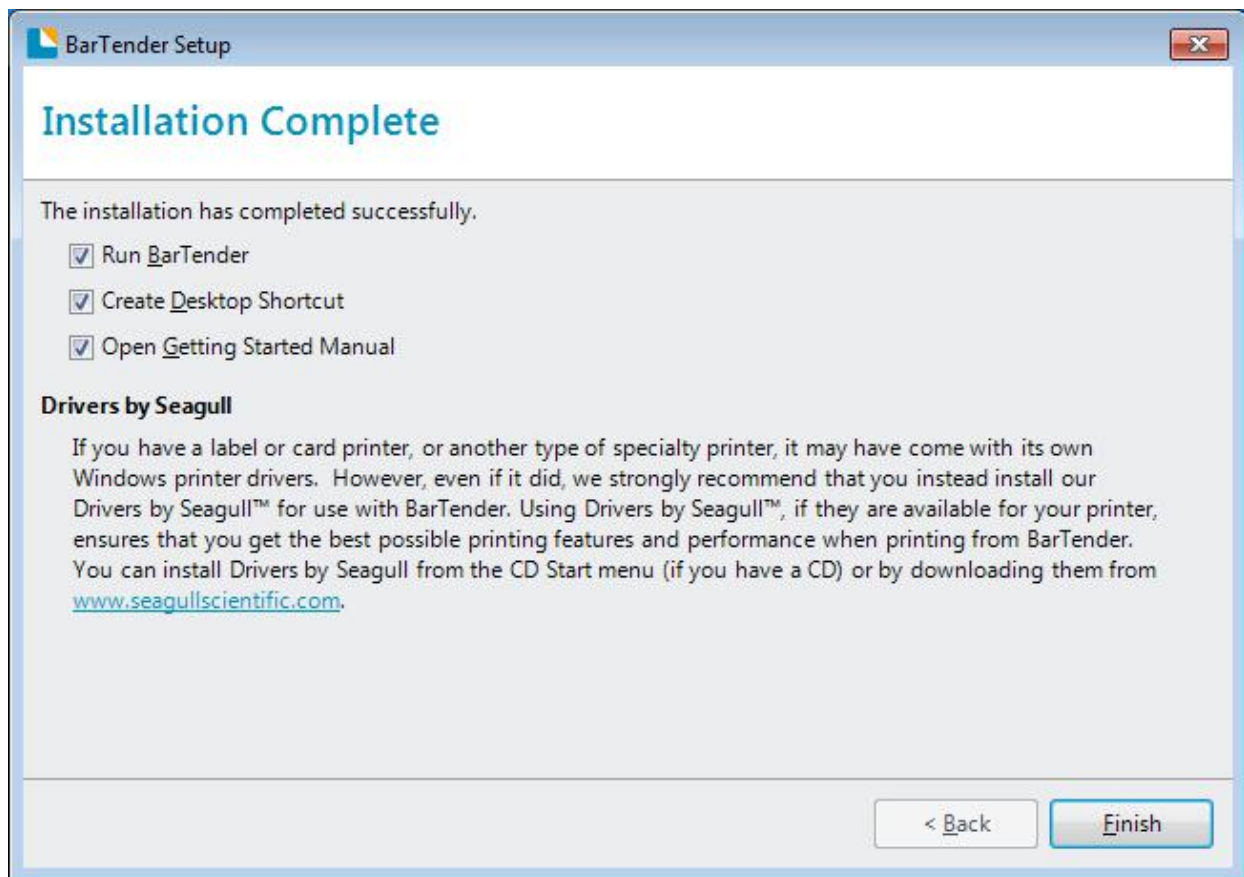 BarTender Setup
Installation Complete
The installation has completed successfully.
Run BarTender
Create Desktop Shortcut
Open Getting Started Manual
Drivers by Seagull
If you have a label or card printer, or another type of specialty printer, it may have come with its own
Windows printer drivers.  However, even if it did, we strongly recommend that you instead install our
Drivers by Seagull™ for use with BarTender. Using Drivers by Seagull™, if they are available for your printer,
ensures that you get the best possible printing features and performance when printing from BarTender.
You can install Drivers by Seagull from the CD Start menu (if you have a CD) or by downloading them from
www.seagullscientific.com.
< Back
Finish